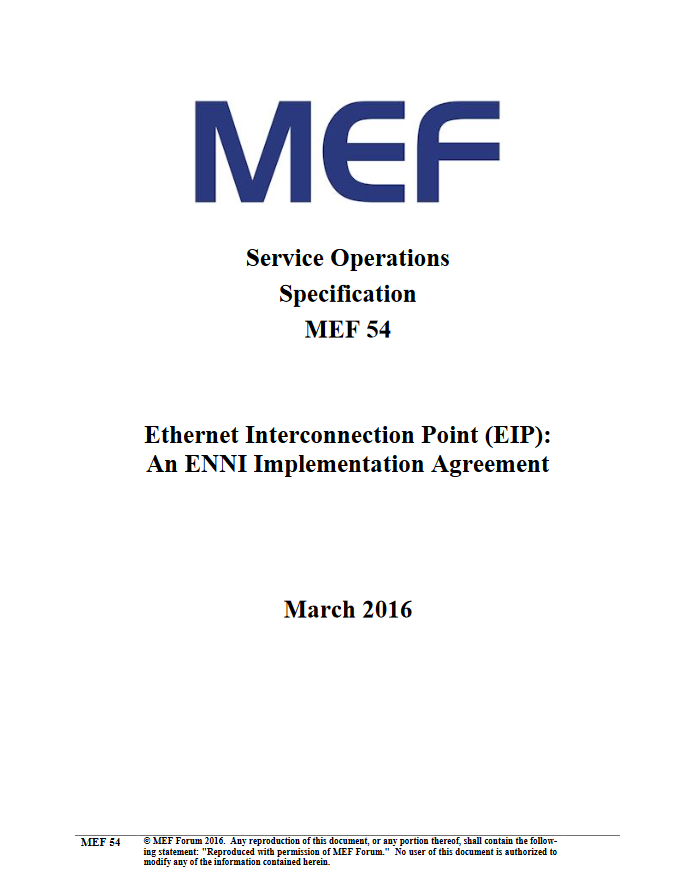 MEF
Service Operations
Specification
MEF 54
Ethernet Interconnection Point (EIP):
An ENNI Implementation Agreement
March 2016
MEF 54 © MEF Forum 2016. Any reproduction of this document, or any portion thereof, shall contain the follow-
ing statement: "Reproduced with permission of MEF Forum." No user of this document is authorized to
modify any of the information contained herein.